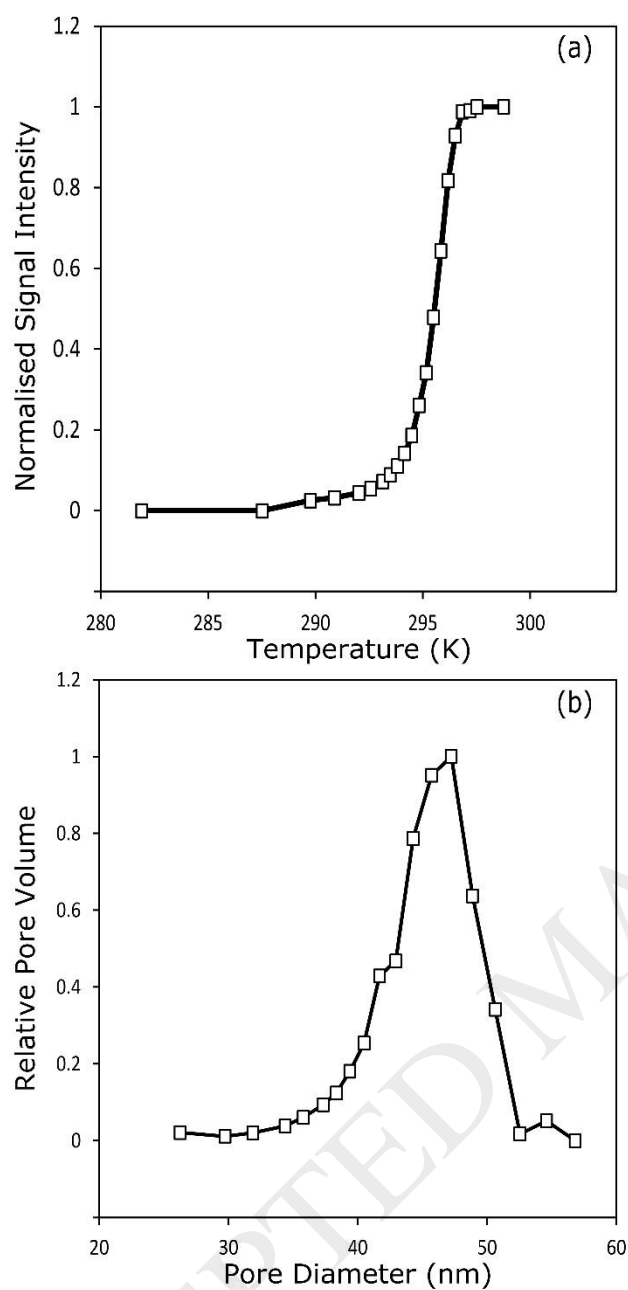 (a)
1.2
1
0.8
0.6
0.4
0.2
0
Normalised Signal Intensity
280 285 290 295 300
Temperature (K)
(b)
1.2
1
0.8
0.6
0.4
0.2
0
Relative Pore Volume
20 30 40 50 60
Pore Diameter (nm)